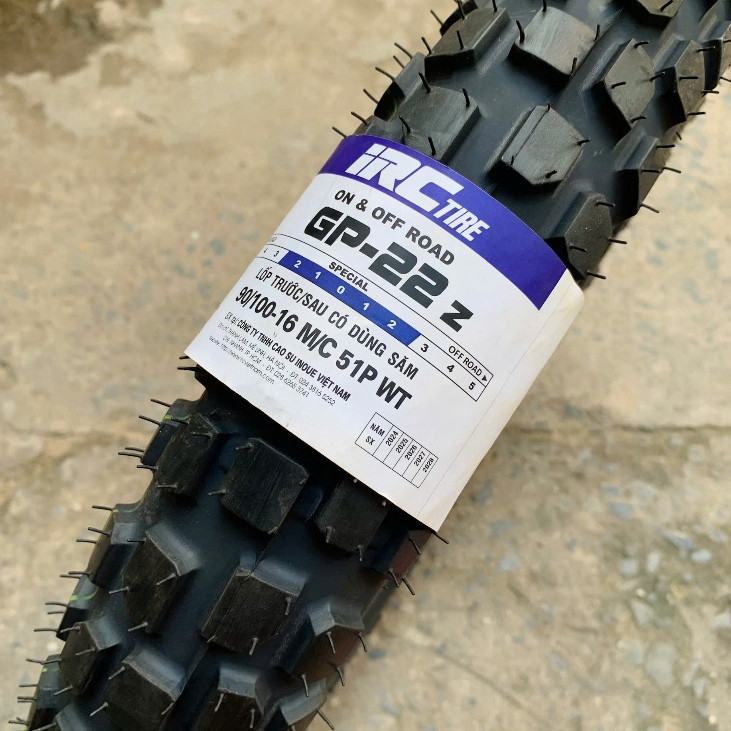 iRC TIRE
ON & OFF ROAD
GP-22 Z
SPECIAL
4 3 2 1 0 1 2 3 4 5
OFF ROAD ▶
LỐP TRƯỚC/SAU CÓ DÙNG SĂM
90/100-16 M/C 51P WT
SX tại: CÔNG TY TNHH CAO SU INOUE VIỆT NAM
NĂM SX 2024 2025 2026 2027 2028